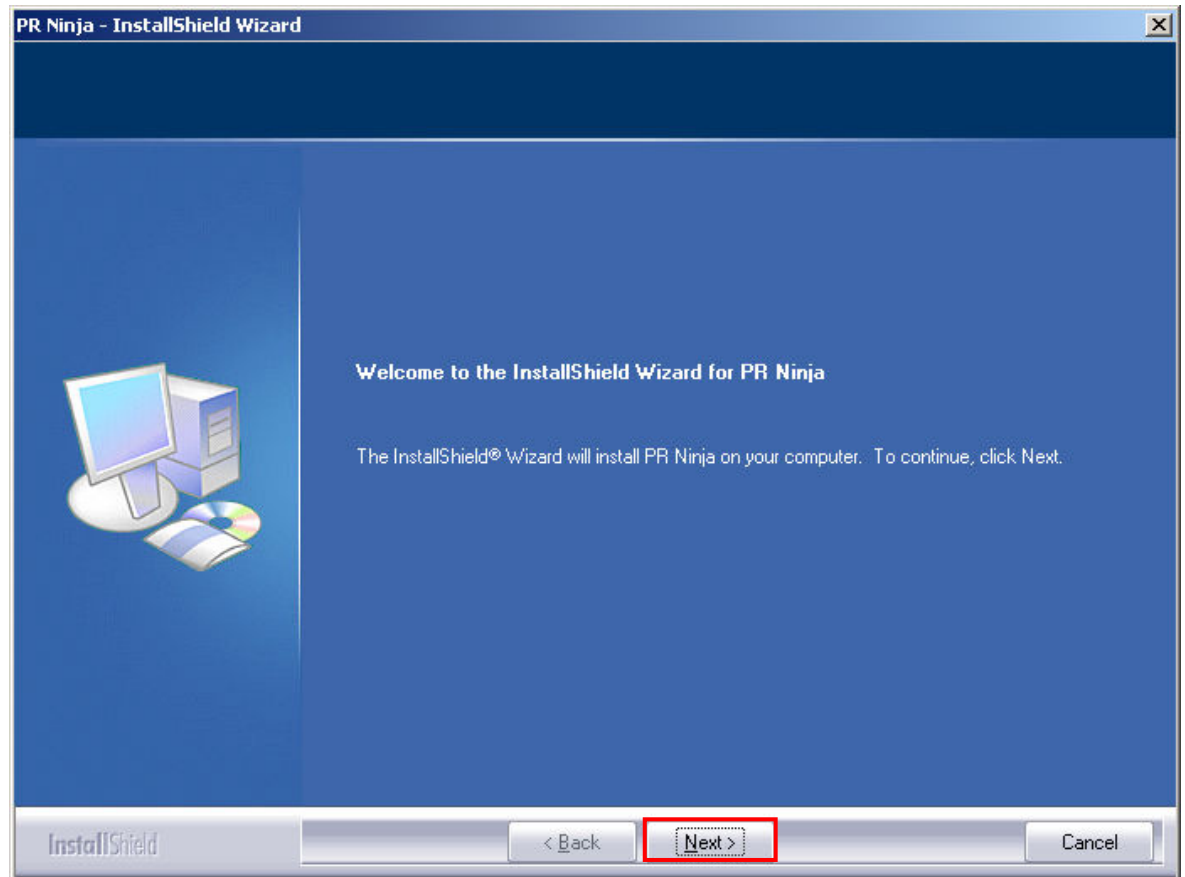 PR Ninja - InstallShield Wizard
Welcome to the InstallShield Wizard for PR Ninja
The InstallShield® Wizard will install PR Ninja on your computer. To continue, click Next.
InstallShield
< Back
Next >
Cancel